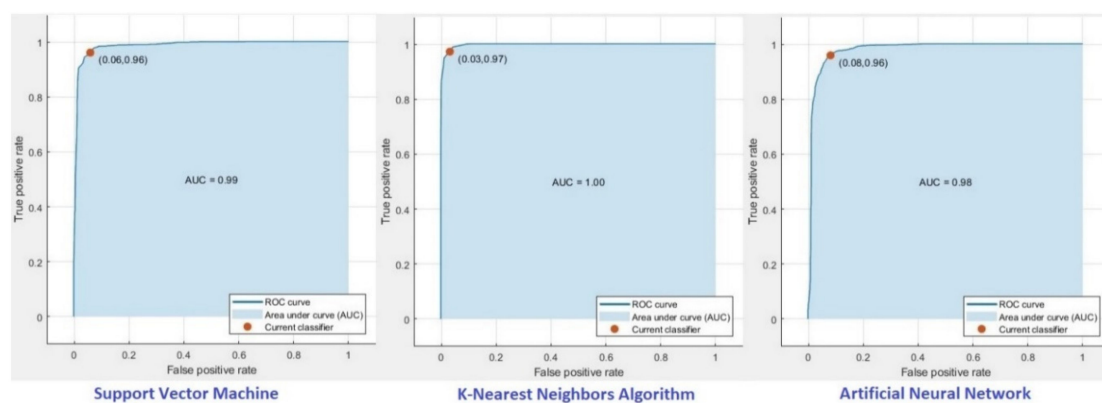 1
0.8
0.6
0.4
0.2
0
True positive rate
(0.06,0.96)
AUC = 0.99
ROC curve
Area under curve (AUC)
Current classifier
0 0.2 0.4 0.6 0.8 1
False positive rate
Support Vector Machine
1
0.8
0.6
0.4
0.2
0
True positive rate
(0.03,0.97)
AUC = 1.00
ROC curve
Area under curve (AUC)
Current classifier
0 0.2 0.4 0.6 0.8 1
False positive rate
K-Nearest Neighbors Algorithm
1
0.8
0.6
0.4
0.2
0
True positive rate
(0.08,0.96)
AUC = 0.98
ROC curve
Area under curve (AUC)
Current classifier
0 0.2 0.4 0.6 0.8 1
False positive rate
Artificial Neural Network